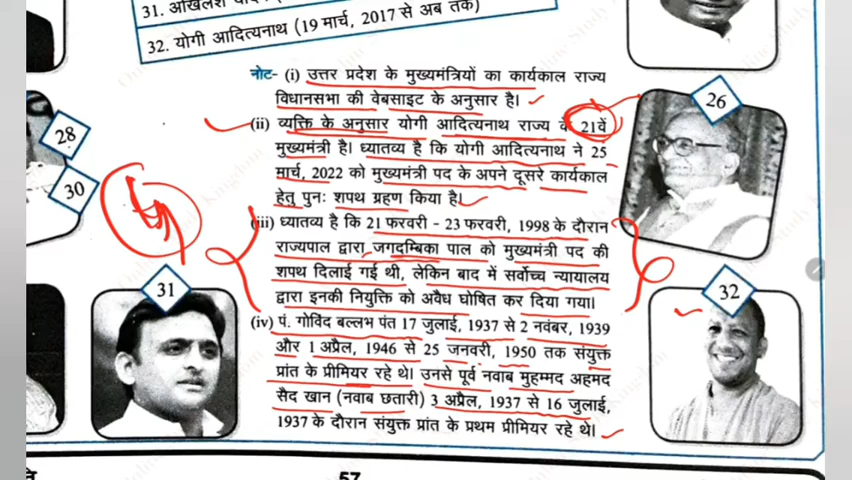 31. अखिलेश
32. योगी आदित्यनाथ (19 मार्च, 2017 से अब तक)
नोट- (i) उत्तर प्रदेश के मुख्यमंत्रियों का कार्यकाल राज्य
विधानसभा की वेबसाइट के अनुसार है।
26
(ii) व्यक्ति के अनुसार योगी आदित्यनाथ राज्य के 21वें
28
मुख्यमंत्री है। ध्यातव्य है कि योगी आदित्यनाथ ने 25
मार्च, 2022 को मुख्यमंत्री पद के अपने दूसरे कार्यकाल
30
हेतु पुनः शपथ ग्रहण किया है।
(iii) ध्यातव्य है कि 21 फरवरी - 23 फरवरी, 1998 के दौरान
राज्यपाल द्वारा जगदम्बिका पाल को मुख्यमंत्री पद की
शपथ दिलाई गई थी, लेकिन बाद में सर्वोच्च न्यायालय
31
32
द्वारा इनकी नियुक्ति को अवैध घोषित कर दिया गया।
(iv) पं. गोविंद बल्लभ पंत 17 जुलाई, 1937 से 2 नवंबर, 1939
और 1 अप्रैल, 1946 से 25 जनवरी, 1950 तक संयुक्त
प्रांत के प्रीमियर रहे थे। उनसे पूर्व नवाब मुहम्मद अहमद
सैद खान (नवाब छतारी) 3 अप्रैल, 1937 से 16 जुलाई,
1937 के दौरान संयुक्त प्रांत के प्रथम प्रीमियर रहे थे।
57